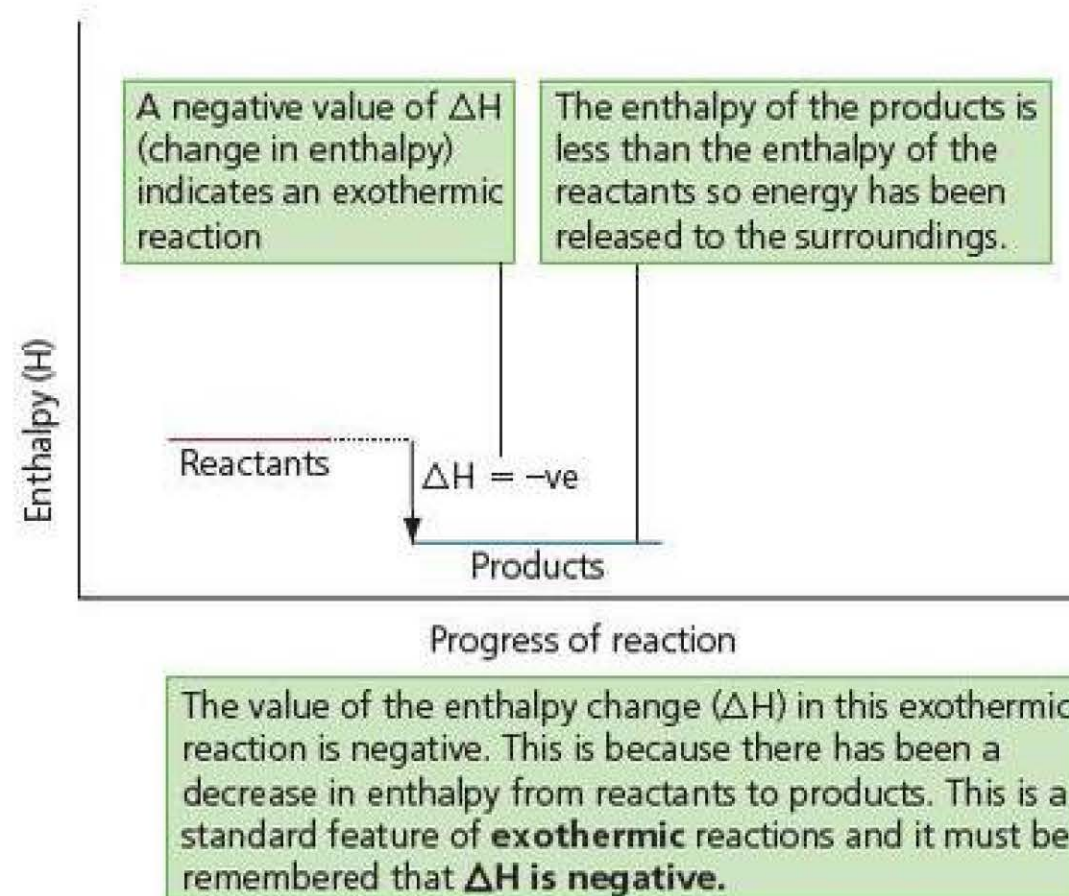 A negative value of △H
(change in enthalpy)
indicates an exothermic
reaction
The enthalpy of the products is
less than the enthalpy of the
reactants so energy has been
released to the surroundings.
Enthalpy (H)
Reactants
△H = –ve
Products
Progress of reaction
The value of the enthalpy change (△H) in this exothermic
reaction is negative. This is because there has been a
decrease in enthalpy from reactants to products. This is a
standard feature of exothermic reactions and it must be
remembered that ΔH is negative.